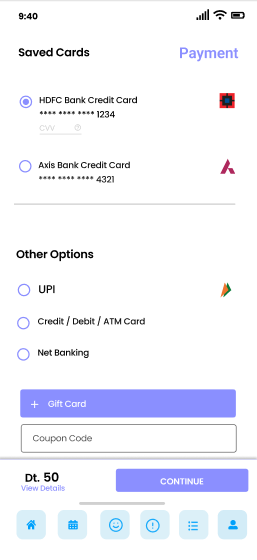 9:40
Saved Cards
Payment
HDFC Bank Credit Card
**** **** **** 1234
CVV
Axis Bank Credit Card
**** **** **** 4321
Other Options
UPI
Credit / Debit / ATM Card
Net Banking
+ Gift Card
Coupon Code
Dt. 50
View Details
CONTINUE